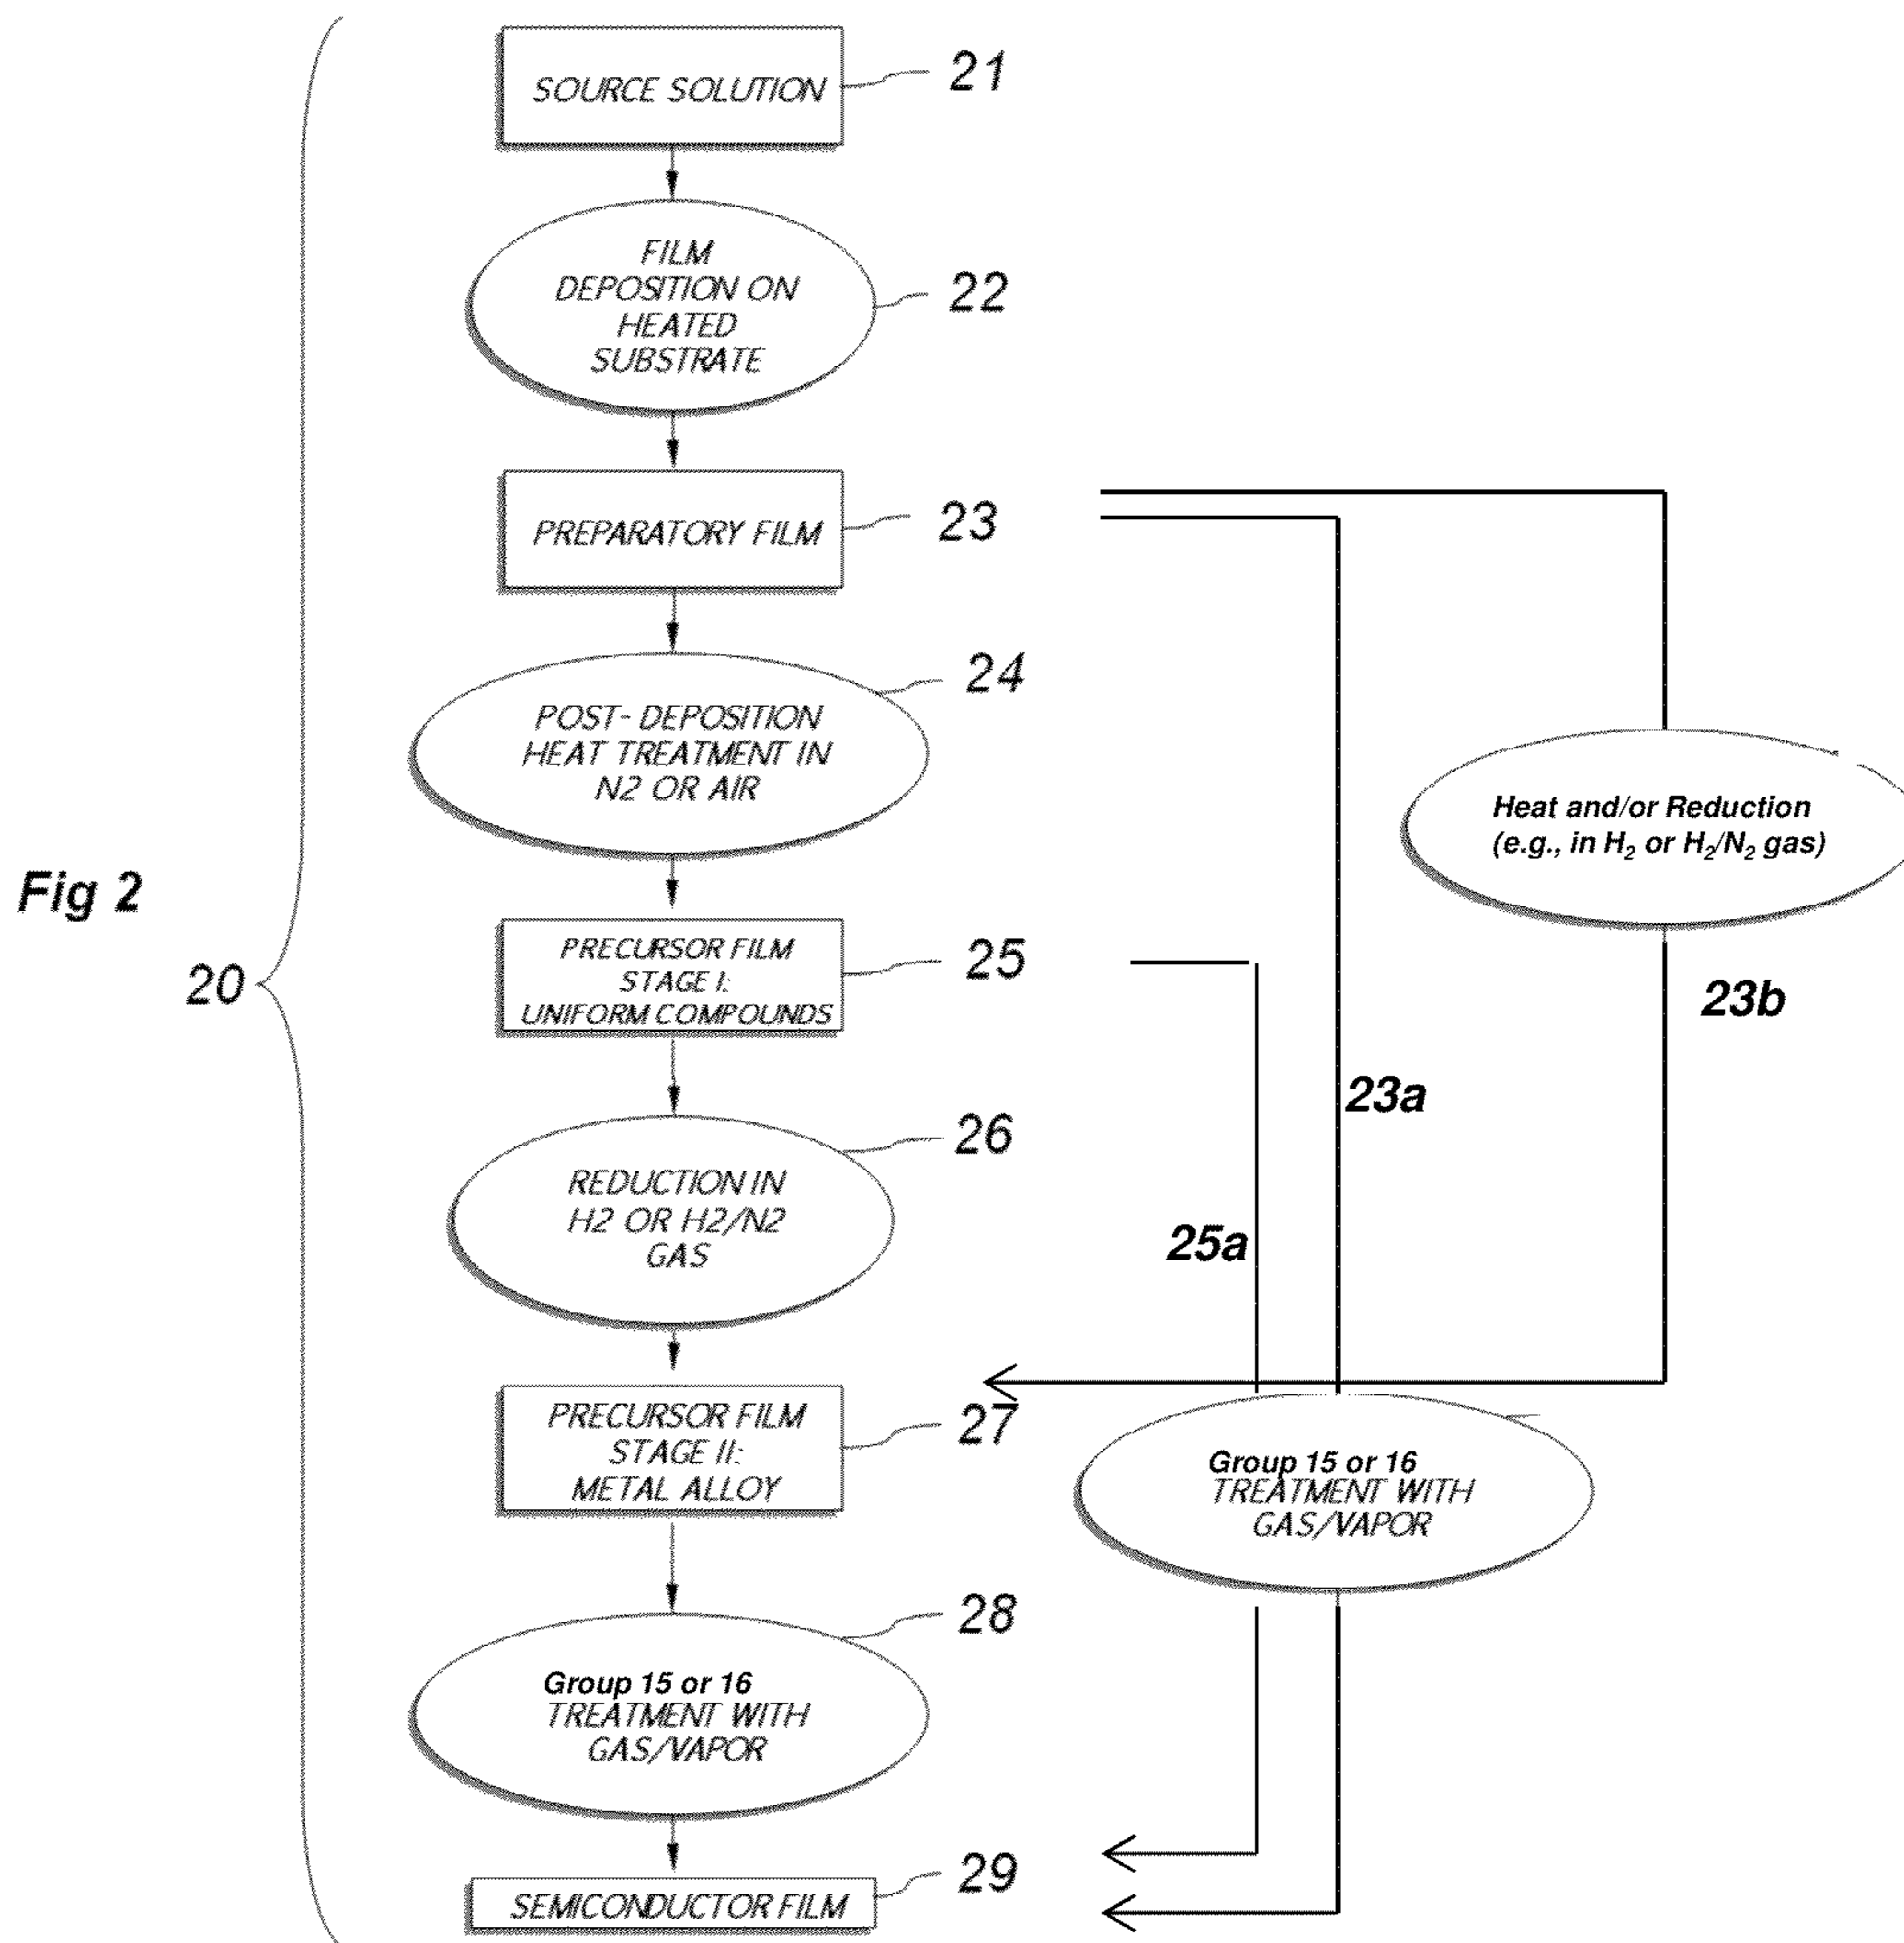 SOURCE SOLUTION
21
FILM
DEPOSITION ON
HEATED
SUBSTRATE
22
PREPARATORY FILM
23
POST- DEPOSITION
HEAT TREATMENT IN
N2 OR AIR
24
Heat and/or Reduction
(e.g., in H₂ or H₂/N₂ gas)
Fig 2
20
PRECURSOR FILM
STAGE I:
UNIFORM COMPOUNDS
25
23b
23a
REDUCTION IN
H2 OR H2/N2
GAS
26
25a
PRECURSOR FILM
STAGE II:
METAL ALLOY
27
Group 15 or 16
TREATMENT WITH
GAS/VAPOR
Group 15 or 16
TREATMENT WITH
GAS/VAPOR
28
SEMICONDUCTOR FILM
29